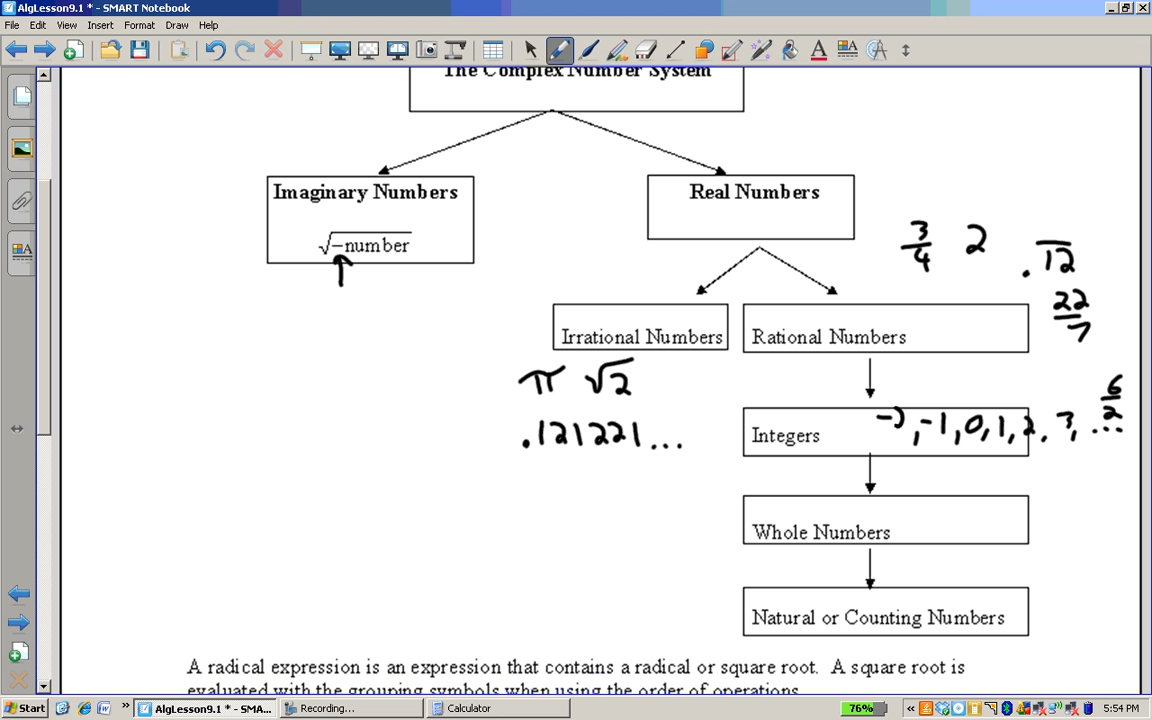 AlgLesson9.1 * - SMART Notebook
File Edit View Insert Format Draw Help
The Complex Number System
Imaginary Numbers
√-number
Real Numbers
3/4 2 .12
22/7
Irrational Numbers
Rational Numbers
π √2
.121221...
6/2
Integers -2, -1, 0, 1, 2, 3, ...
Whole Numbers
Natural or Counting Numbers
A radical expression is an expression that contains a radical or square root. A square root is
evaluated with the grouping symbols when using the order of operations
Start AlgLesson9.1 * - SMA... Recording... Calculator 76% 5:54 PM